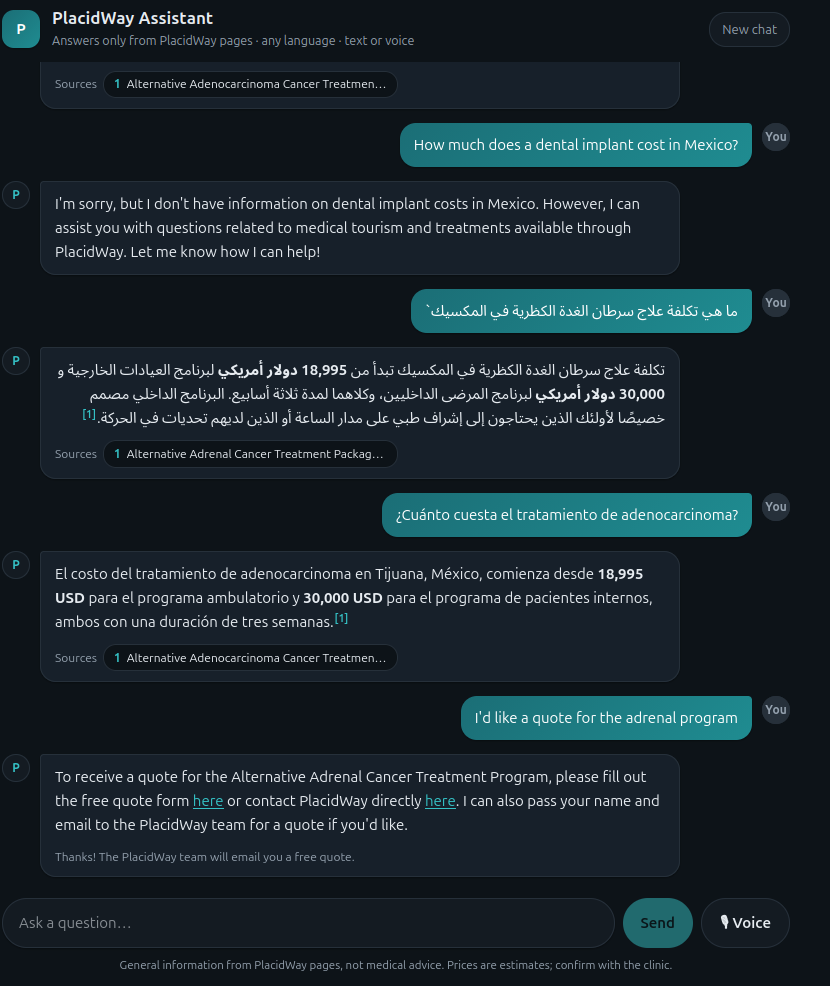 P
PlacidWay Assistant
Answers only from PlacidWay pages · any language · text or voice
New chat
Sources 1 Alternative Adenocarcinoma Cancer Treatmen…
How much does a dental implant cost in Mexico?
You
P
I'm sorry, but I don't have information on dental implant costs in Mexico. However, I can
assist you with questions related to medical tourism and treatments available through
PlacidWay. Let me know how I can help!
ما هي تكلفة علاج سرطان الغدة الكظرية في المكسيك`
You
P
تكلفة علاج سرطان الغدة الكظرية في المكسيك تبدأ من 18,995 دولار أمريكي لبرنامج العيادات الخارجية و
30,000 دولار أمريكي لبرنامج المرضى الداخليين، وكلاهما لمدة ثلاثة أسابيع. البرنامج الداخلي مصمم
خصيصًا لأولئك الذين يحتاجون إلى إشراف طبي على مدار الساعة أو الذين لديهم تحديات في الحركة.[1]
Sources 1 Alternative Adrenal Cancer Treatment Packag…
¿Cuánto cuesta el tratamiento de adenocarcinoma?
You
P
El costo del tratamiento de adenocarcinoma en Tijuana, México, comienza desde 18,995
USD para el programa ambulatorio y 30,000 USD para el programa de pacientes internos,
ambos con una duración de tres semanas.[1]
Sources 1 Alternative Adenocarcinoma Cancer Treatmen…
I'd like a quote for the adrenal program
You
P
To receive a quote for the Alternative Adrenal Cancer Treatment Program, please fill out
the free quote form here or contact PlacidWay directly here. I can also pass your name and
email to the PlacidWay team for a quote if you'd like.
Thanks! The PlacidWay team will email you a free quote.
Ask a question…
Send
Voice
General information from PlacidWay pages, not medical advice. Prices are estimates; confirm with the clinic.